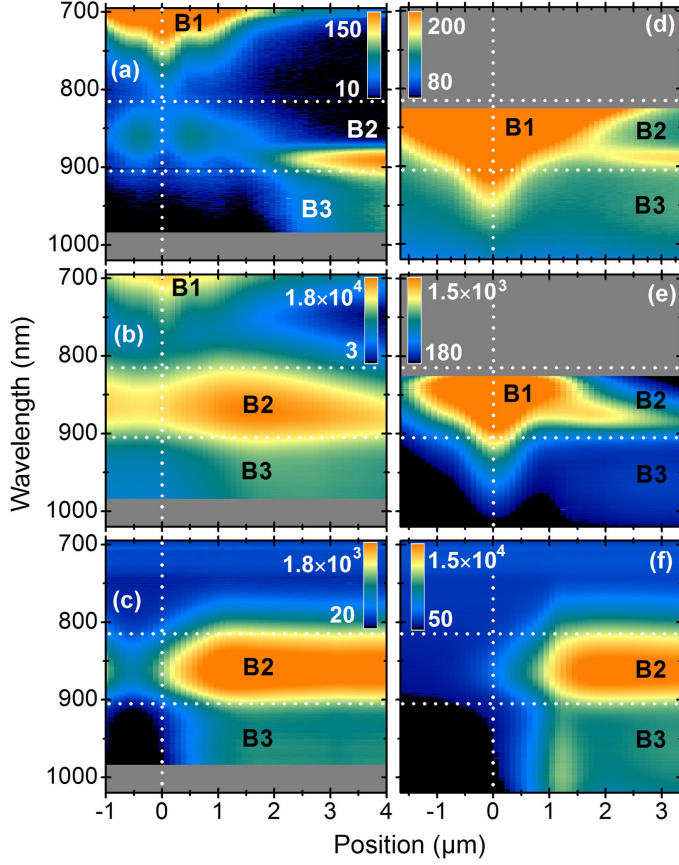 700
800
900
1000
B1
150
10
(a)
B2
B3
200
80
(d)
B1
B2
B3
700
800
900
1000
Wavelength (nm)
B1
1.8×10⁴
3
(b)
B2
B3
1.5×10³
180
(e)
B1
B2
B3
700
800
900
1000
1.8×10³
20
(c)
B2
B3
1.5×10⁴
50
(f)
B2
B3
-1 0 1 2 3 4
-1 0 1 2 3
Position (µm)